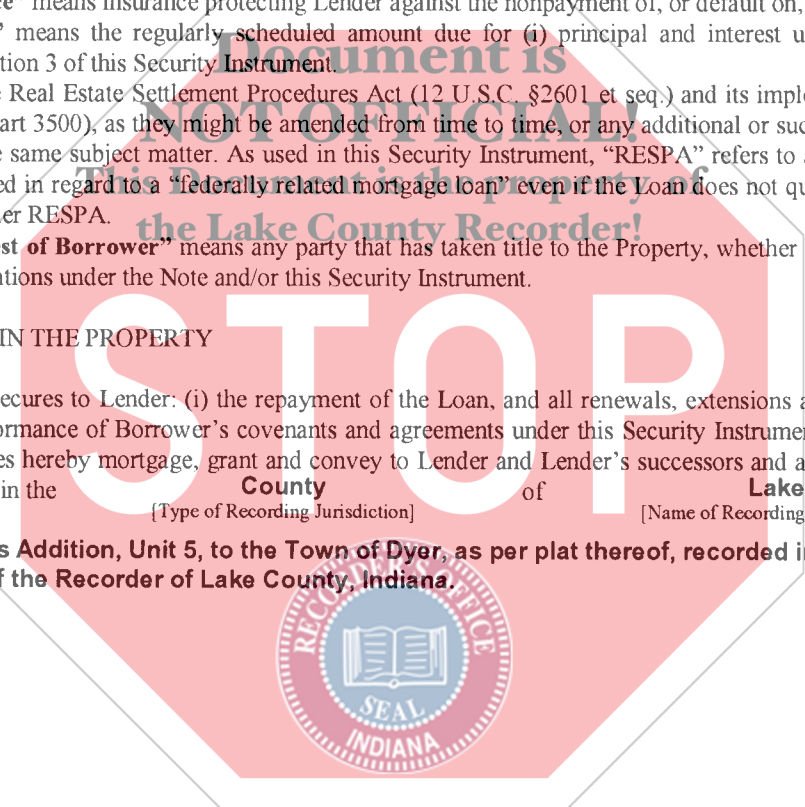 e” means insurance protecting Lender against the nonpayment of, or default on,
” means the regularly scheduled amount due for (i) principal and interest u
tion 3 of this Security Instrument.
Document is
e Real Estate Settlement Procedures Act (12 U.S.C. §2601 et seq.) and its imple
NOT OFFICIAL!
art 3500), as they might be amended from time to time, or any additional or suc
e same subject matter. As used in this Security Instrument, “RESPA” refers to a
This Document is the property of
ed in regard to a “federally related mortgage loan” even if the Loan does not qu
er RESPA.
the Lake County Recorder!
st of Borrower” means any party that has taken title to the Property, whether
ations under the Note and/or this Security Instrument.
STOP
IN THE PROPERTY
ecures to Lender: (i) the repayment of the Loan, and all renewals, extensions a
ormance of Borrower’s covenants and agreements under this Security Instrumen
es hereby mortgage, grant and convey to Lender and Lender’s successors and a
in the County of Lake
[Type of Recording Jurisdiction] [Name of Recording
s Addition, Unit 5, to the Town of Dyer, as per plat thereof, recorded in
f the Recorder of Lake County, Indiana.
RECORDER'S OFFICE
SEAL
INDIANA